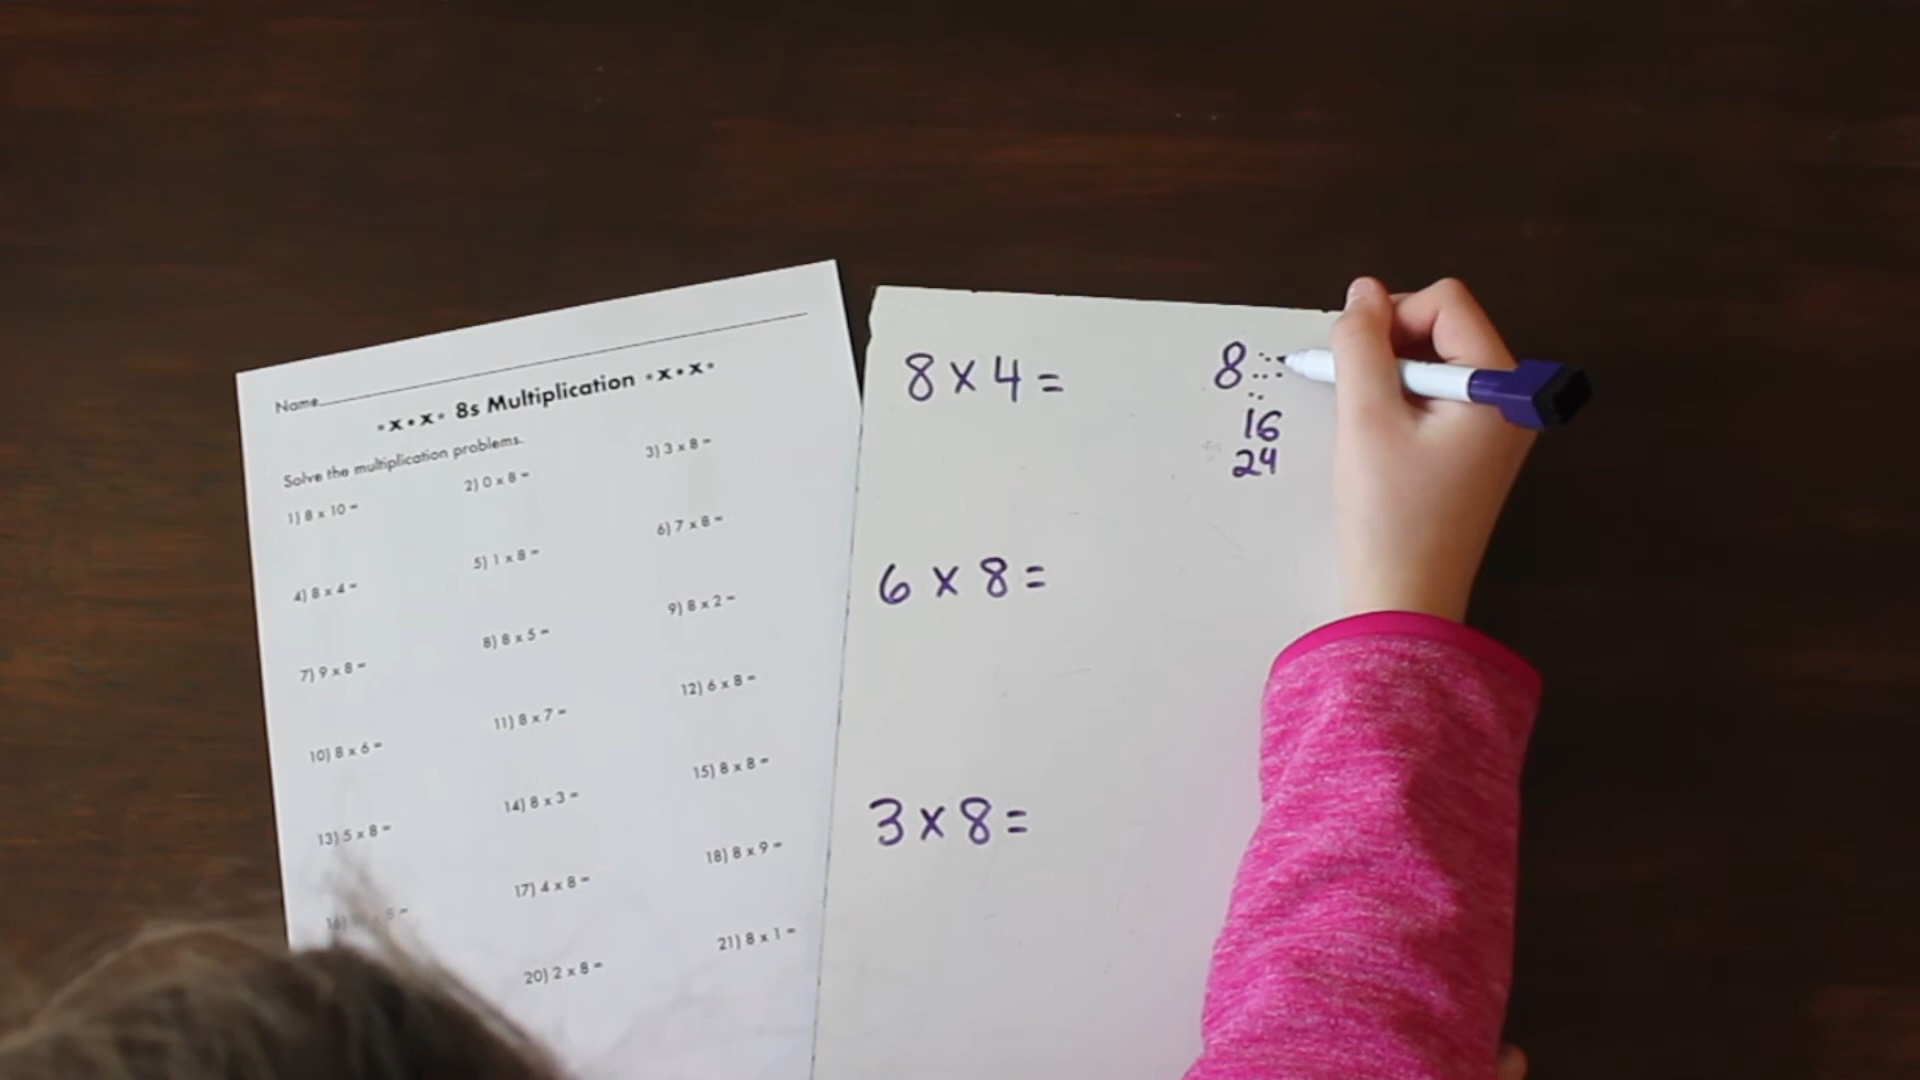 Name
•x•x• 8s Multiplication •x•x•
Solve the multiplication problems.
1) 8 x 10 =
2) 0 x 8 =
3) 3 x 8 =
4) 8 x 4 =
5) 1 x 8 =
6) 7 x 8 =
7) 9 x 8 =
8) 8 x 5 =
9) 8 x 2 =
10) 8 x 6 =
11) 8 x 7 =
12) 6 x 8 =
13) 5 x 8 =
14) 8 x 3 =
15) 8 x 8 =
16)
17) 4 x 8 =
18) 8 x 9 =
20) 2 x 8 =
21) 8 x 1 =
8 x 4 =
8
16
24
6 x 8 =
3 x 8 =